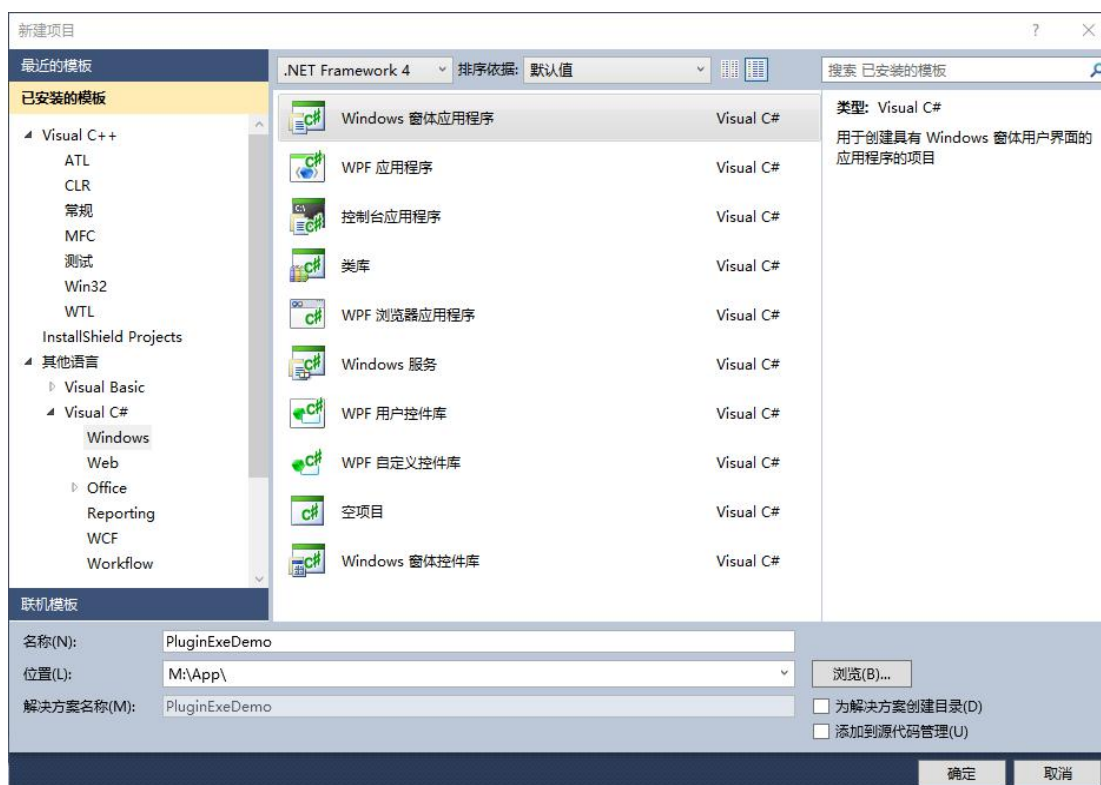 新建项目
最近的模板
已安装的模板
Visual C++
ATL
CLR
常规
MFC
测试
Win32
WTL
InstallShield Projects
其他语言
Visual Basic
Visual C#
Windows
Web
Office
Reporting
WCF
Workflow
联机模板
.NET Framework 4 排序依据: 默认值
Windows 窗体应用程序 Visual C#
WPF 应用程序 Visual C#
控制台应用程序 Visual C#
类库 Visual C#
WPF 浏览器应用程序 Visual C#
Windows 服务 Visual C#
WPF 用户控件库 Visual C#
WPF 自定义控件库 Visual C#
空项目 Visual C#
Windows 窗体控件库 Visual C#
搜索 已安装的模板
类型: Visual C#
用于创建具有 Windows 窗体用户界面的
应用程序的项目
名称(N): PluginExeDemo
位置(L): M:\App\ 浏览(B)...
解决方案名称(M): PluginExeDemo
为解决方案创建目录(D)
添加到源代码管理(U)
确定 取消